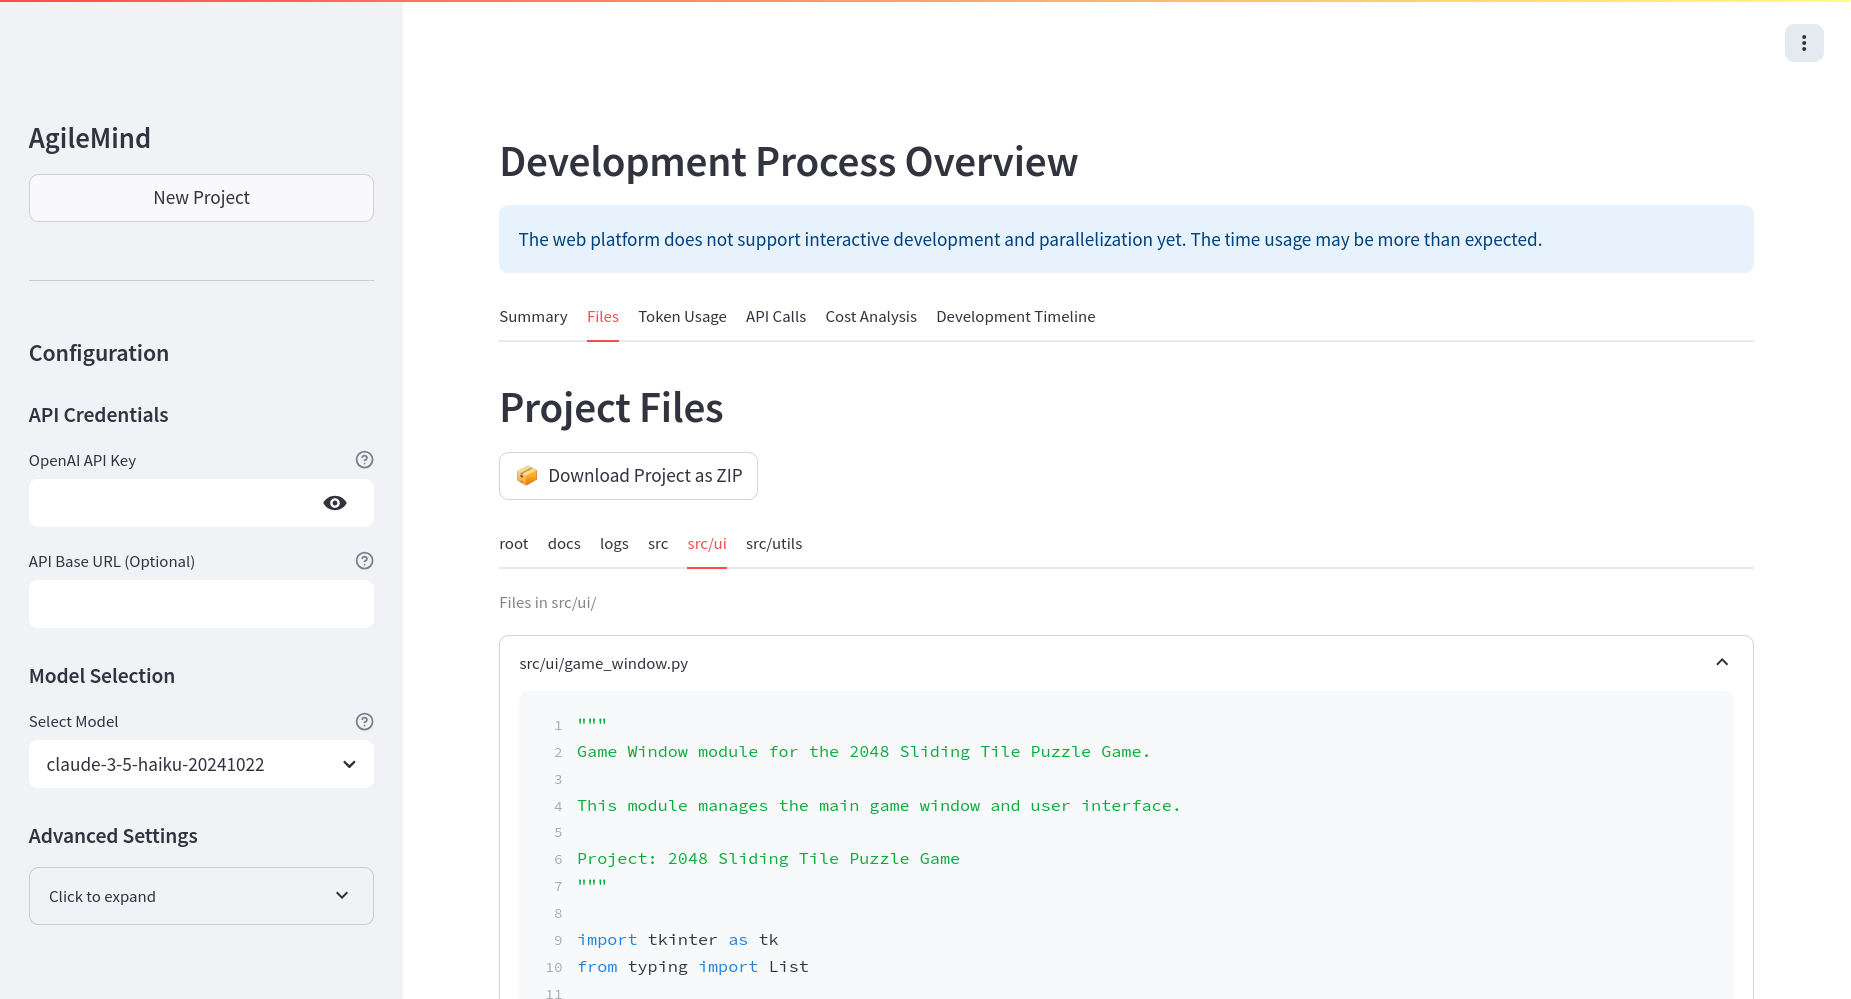 AgileMind
New Project
Configuration
API Credentials
OpenAI API Key
API Base URL (Optional)
Model Selection
Select Model
claude-3-5-haiku-20241022
Advanced Settings
Click to expand
Development Process Overview
The web platform does not support interactive development and parallelization yet. The time usage may be more than expected.
Summary Files Token Usage API Calls Cost Analysis Development Timeline
Project Files
Download Project as ZIP
root docs logs src src/ui src/utils
Files in src/ui/
src/ui/game_window.py
1 """
2 Game Window module for the 2048 Sliding Tile Puzzle Game.
3
4 This module manages the main game window and user interface.
5
6 Project: 2048 Sliding Tile Puzzle Game
7 """
8
9 import tkinter as tk
10 from typing import List
11